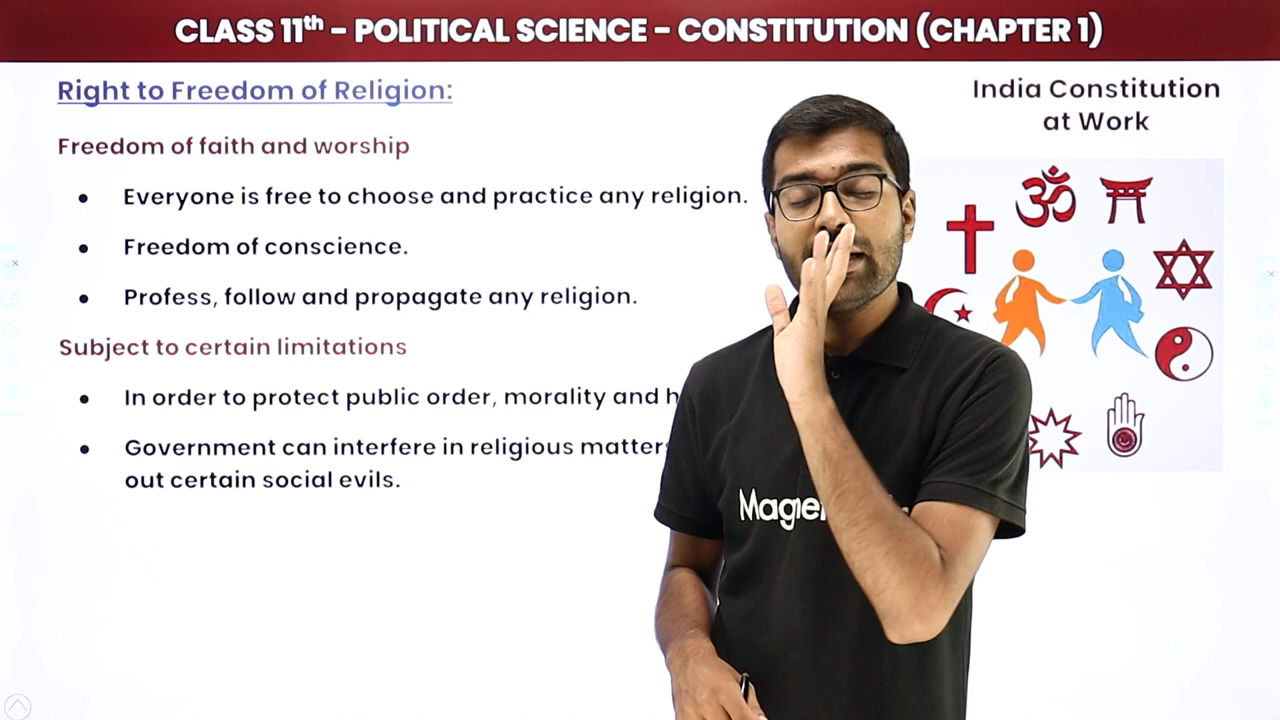 CLASS 11th - POLITICAL SCIENCE - CONSTITUTION (CHAPTER 1)
Right to Freedom of Religion:
India Constitution
at Work
Freedom of faith and worship
• Everyone is free to choose and practice any religion.
• Freedom of conscience.
• Profess, follow and propagate any religion.
Subject to certain limitations
• In order to protect public order, morality and
• Government can interfere in religious matters
out certain social evils.